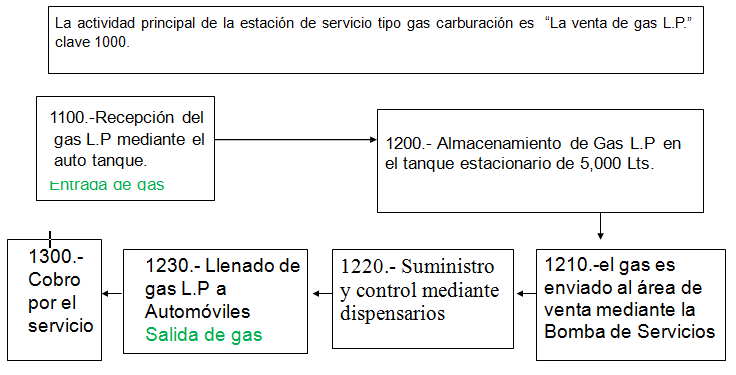 La actividad principal de la estación de servicio tipo gas carburación es “La venta de gas L.P.”
clave 1000.
1100.-Recepción del
gas L.P mediante el
auto tanque.
Entrada de gas
1200.- Almacenamiento de Gas L.P en
el tanque estacionario de 5,000 Lts.
1210.-el gas es
enviado al área de
venta mediante la
Bomba de Servicios
1220.- Suministro
y control mediante
dispensarios
1230.- Llenado de
gas L.P a
Automóviles
Salida de gas
1300.-
Cobro
por el
servicio